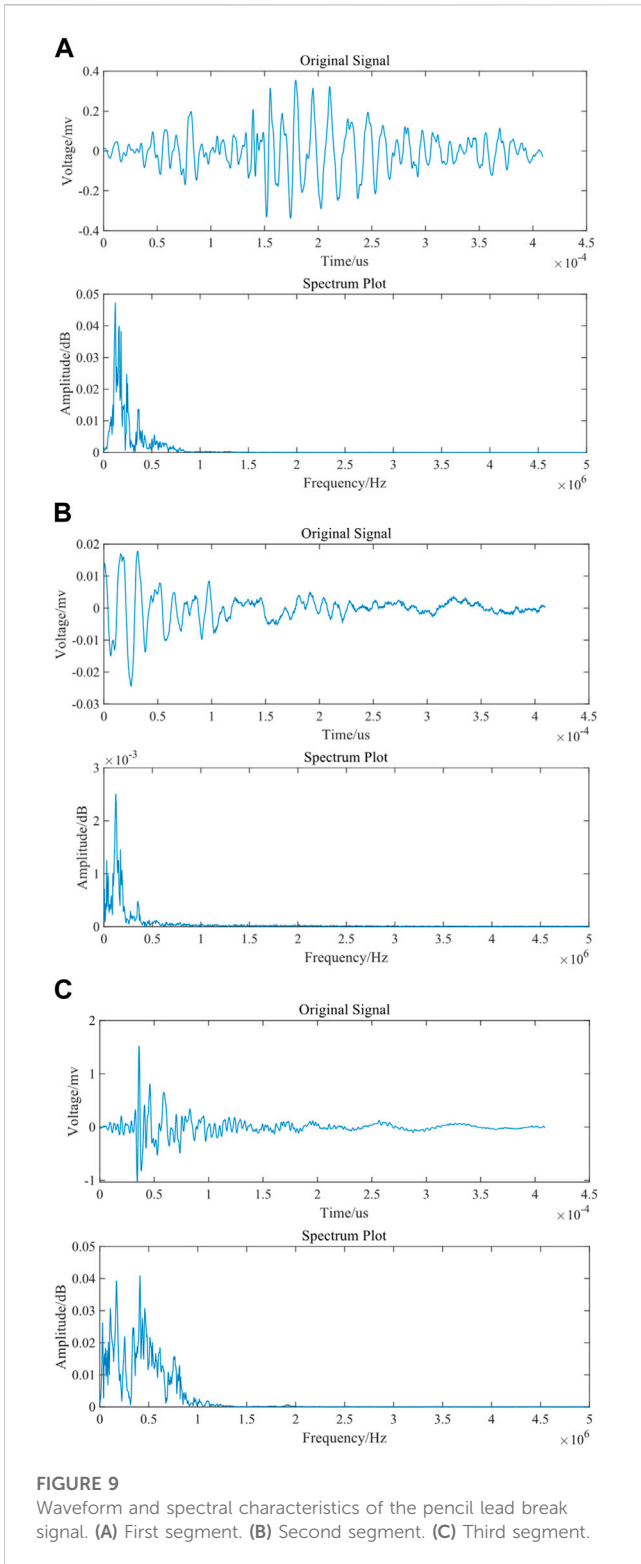 A
Original Signal
0.4
0.2
0
-0.2
-0.4
Voltage/mv
0 0.5 1 1.5 2 2.5 3 3.5 4 4.5
Time/us
×10-4
Spectrum Plot
0.05
0.04
0.03
0.02
0.01
0
Amplitude/dB
0 0.5 1 1.5 2 2.5 3 3.5 4 4.5 5
Frequency/Hz
×106
B
Original Signal
0.02
0.01
0
-0.01
-0.02
-0.03
Voltage/mv
0 0.5 1 1.5 2 2.5 3 3.5 4 4.5
Time/us
×10-4
×10-3
Spectrum Plot
3
2
1
0
Amplitude/dB
0 0.5 1 1.5 2 2.5 3 3.5 4 4.5 5
Frequency/Hz
×106
C
Original Signal
2
1
0
-1
Voltage/mv
0 0.5 1 1.5 2 2.5 3 3.5 4 4.5
Time/us
×10-4
Spectrum Plot
0.05
0.04
0.03
0.02
0.01
0
Amplitude/dB
0 0.5 1 1.5 2 2.5 3 3.5 4 4.5 5
Frequency/Hz
×106
FIGURE 9
Waveform and spectral characteristics of the pencil lead break
signal. (A) First segment. (B) Second segment. (C) Third segment.